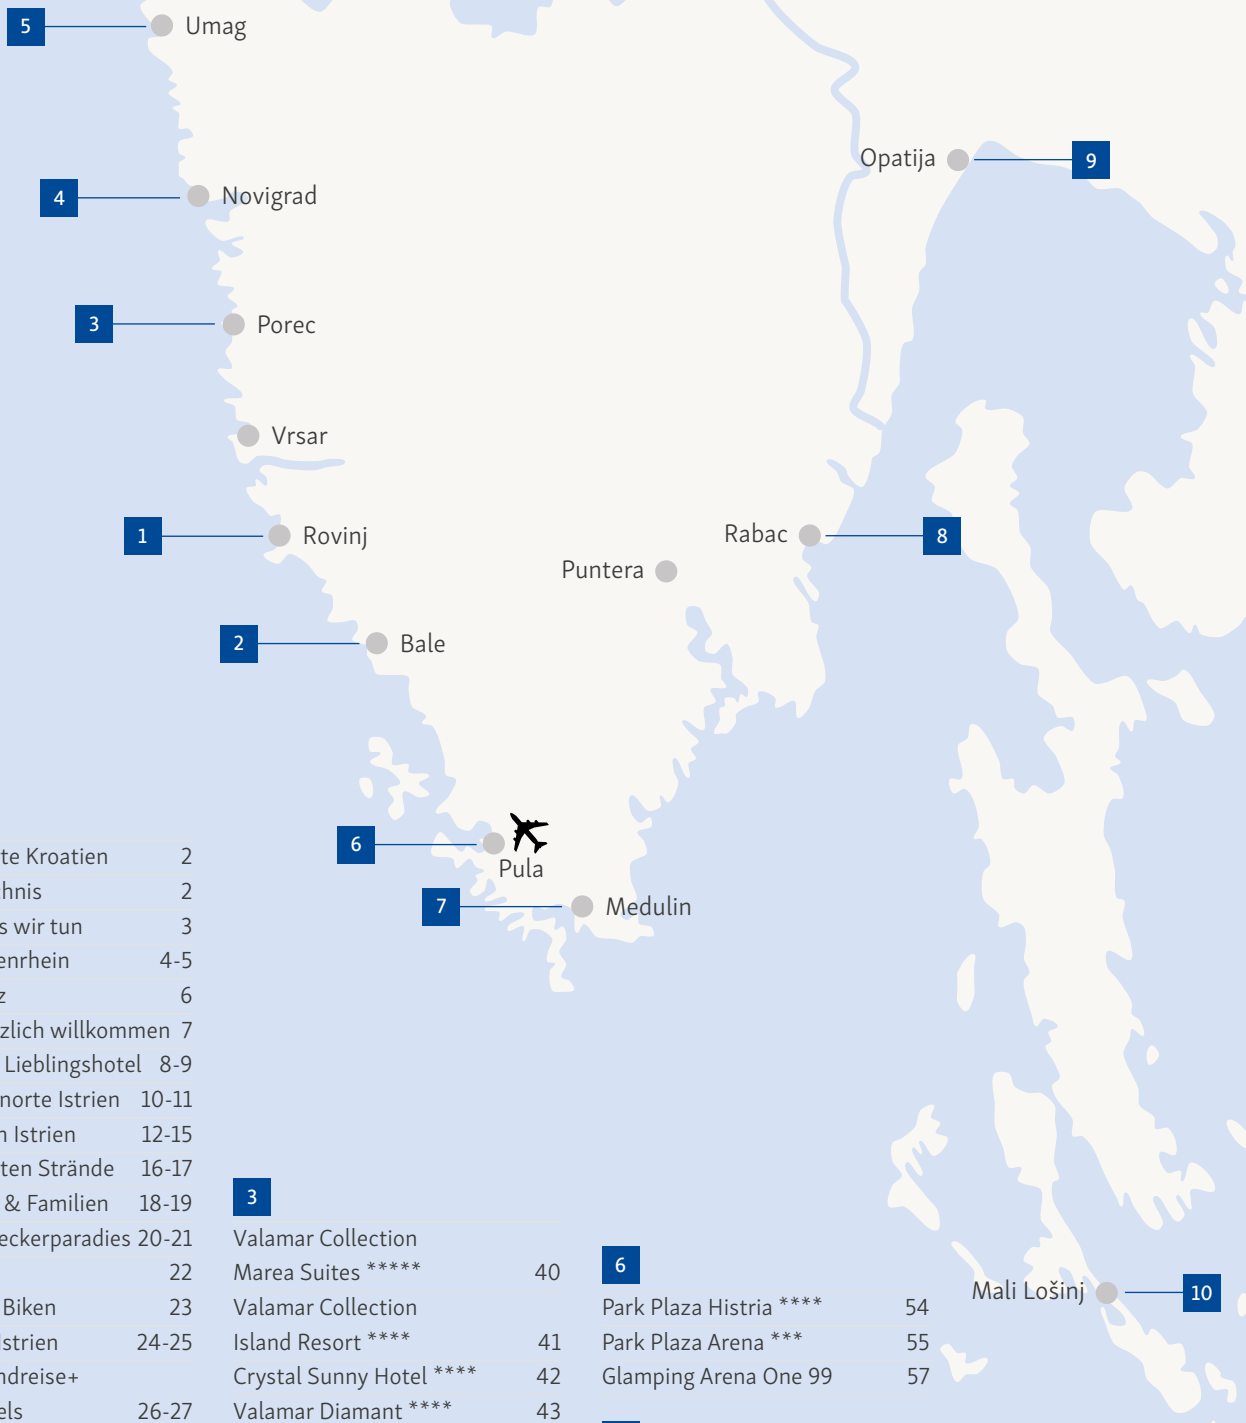 5 Umag
Opatija 9
4 Novigrad
3 Porec
Vrsar
1 Rovinj
Rabac 8
Puntera
2 Bale
6
Pula
7 Medulin
te Kroatien 2
hnis 2
s wir tun 3
enrhein 4-5
z 6
zlich willkommen 7
Lieblingshotel 8-9
norte Istrien 10-11
n Istrien 12-15
ten Strände 16-17
& Familien 18-19
eckerparadies 20-21
22
Biken 23
Istrien 24-25
ndreise+
els 26-27
3
Valamar Collection
Marea Suites ***** 40
Valamar Collection
Island Resort **** 41
Crystal Sunny Hotel **** 42
Valamar Diamant **** 43
6
Park Plaza Histria **** 54
Park Plaza Arena *** 55
Glamping Arena One 99 57
Mali Lošinj 10